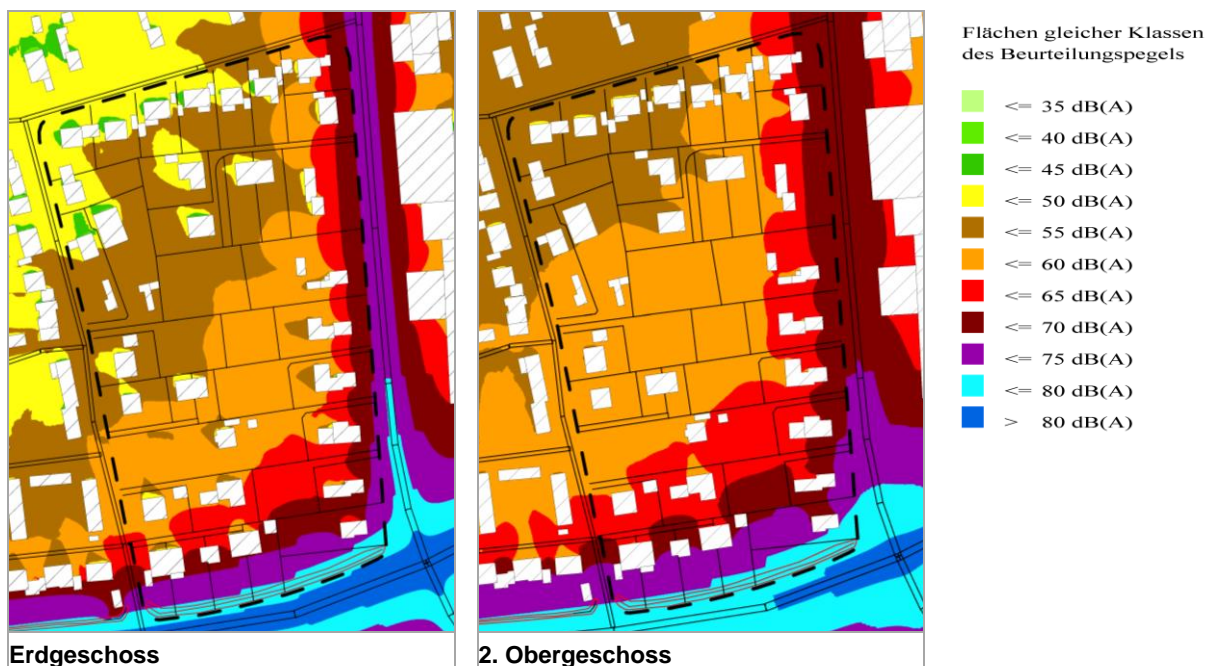 Flächen gleicher Klassen
des Beurteilungspegels
<= 35 dB(A)
<= 40 dB(A)
<= 45 dB(A)
<= 50 dB(A)
<= 55 dB(A)
<= 60 dB(A)
<= 65 dB(A)
<= 70 dB(A)
<= 75 dB(A)
<= 80 dB(A)
> 80 dB(A)
Erdgeschoss
2. Obergeschoss